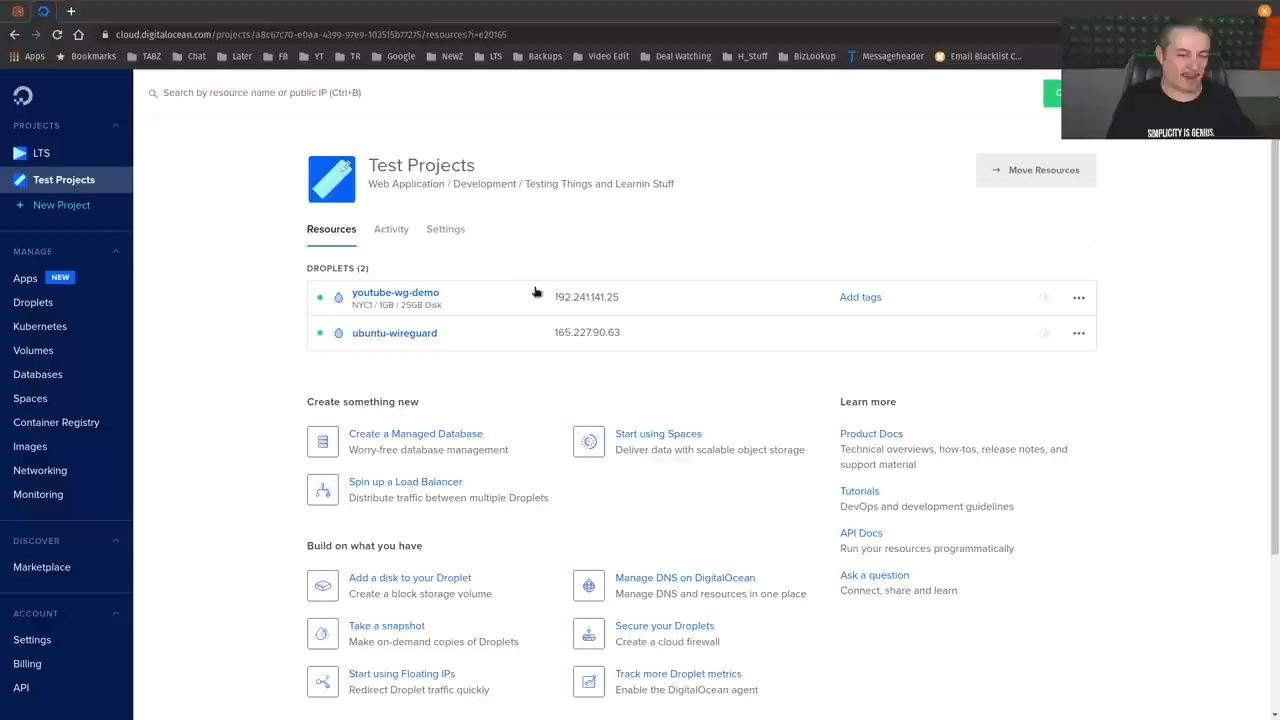 cloud.digitalocean.com/projects/a8c67c70-e0aa-4399-97e9-103515b77275/resources?i=e20165
Apps
Bookmarks
TABZ
Chat
Later
FB
YT
TR
Google
NewZ
LTS
Backups
Video Edit
Deal Watching
H_Stuff
BizLookup
Messageheader
Email Blacklist C...
Search by resource name or public IP (Ctrl+B)
C
SIMPLICITY IS GENIUS.
PROJECTS
LTS
Test Projects
+ New Project
MANAGE
Apps NEW
Droplets
Kubernetes
Volumes
Databases
Spaces
Container Registry
Images
Networking
Monitoring
DISCOVER
Marketplace
ACCOUNT
Settings
Billing
API
Test Projects
Web Application / Development / Testing Things and Learnin Stuff
→ Move Resources
Resources
Activity
Settings
DROPLETS (2)
youtube-wg-demo
NYC1 / 1GB / 25GB Disk
192.241.141.25
Add tags
ubuntu-wireguard
165.227.90.63
Create something new
Create a Managed Database
Worry-free database management
Start using Spaces
Deliver data with scalable object storage
Spin up a Load Balancer
Distribute traffic between multiple Droplets
Build on what you have
Add a disk to your Droplet
Create a block storage volume
Manage DNS on DigitalOcean
Manage DNS and resources in one place
Take a snapshot
Make on-demand copies of Droplets
Secure your Droplets
Create a cloud firewall
Start using Floating IPs
Redirect Droplet traffic quickly
Track more Droplet metrics
Enable the DigitalOcean agent
Learn more
Product Docs
Technical overviews, how-tos, release notes, and
support material
Tutorials
DevOps and development guidelines
API Docs
Run your resources programmatically
Ask a question
Connect, share and learn